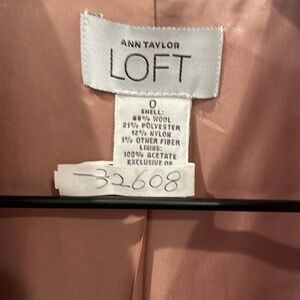 ANN TAYLOR
LOFT
0
SHELL:
66% WOOL
21% POLYESTER
12% NYLON
1% OTHER FIBER
LINING:
100% ACETATE
EXCLUSIVE OF
-32608